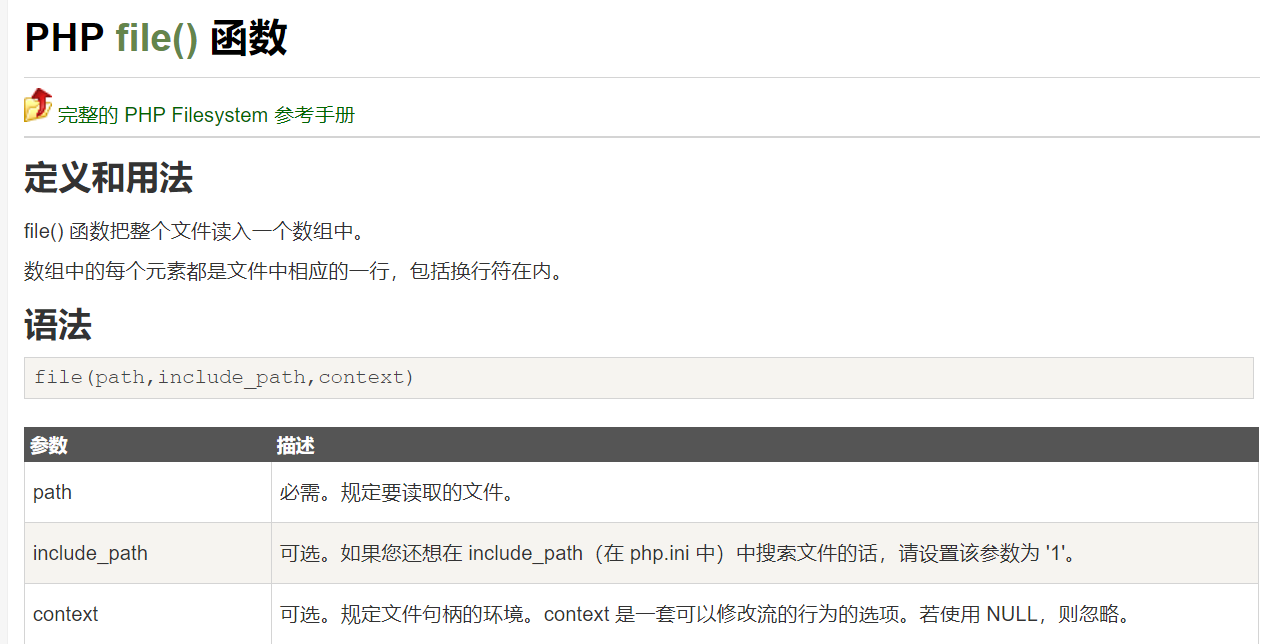 PHP file() 函数
完整的 PHP Filesystem 参考手册
定义和用法
file() 函数把整个文件读入一个数组中。
数组中的每个元素都是文件中相应的一行，包括换行符在内。
语法
file(path,include_path,context)
参数 描述
path 必需。规定要读取的文件。
include_path 可选。如果您还想在 include_path（在 php.ini 中）中搜索文件的话，请设置该参数为 '1'。
context 可选。规定文件句柄的环境。context 是一套可以修改流的行为的选项。若使用 NULL，则忽略。